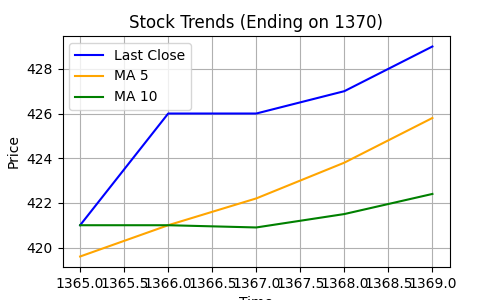 Stock Trends (Ending on 1370)
Last Close
MA 5
MA 10
428
426
424
422
420
Price
1365.0 1365.5 1366.0 1366.5 1367.0 1367.5 1368.0 1368.5 1369.0
Time